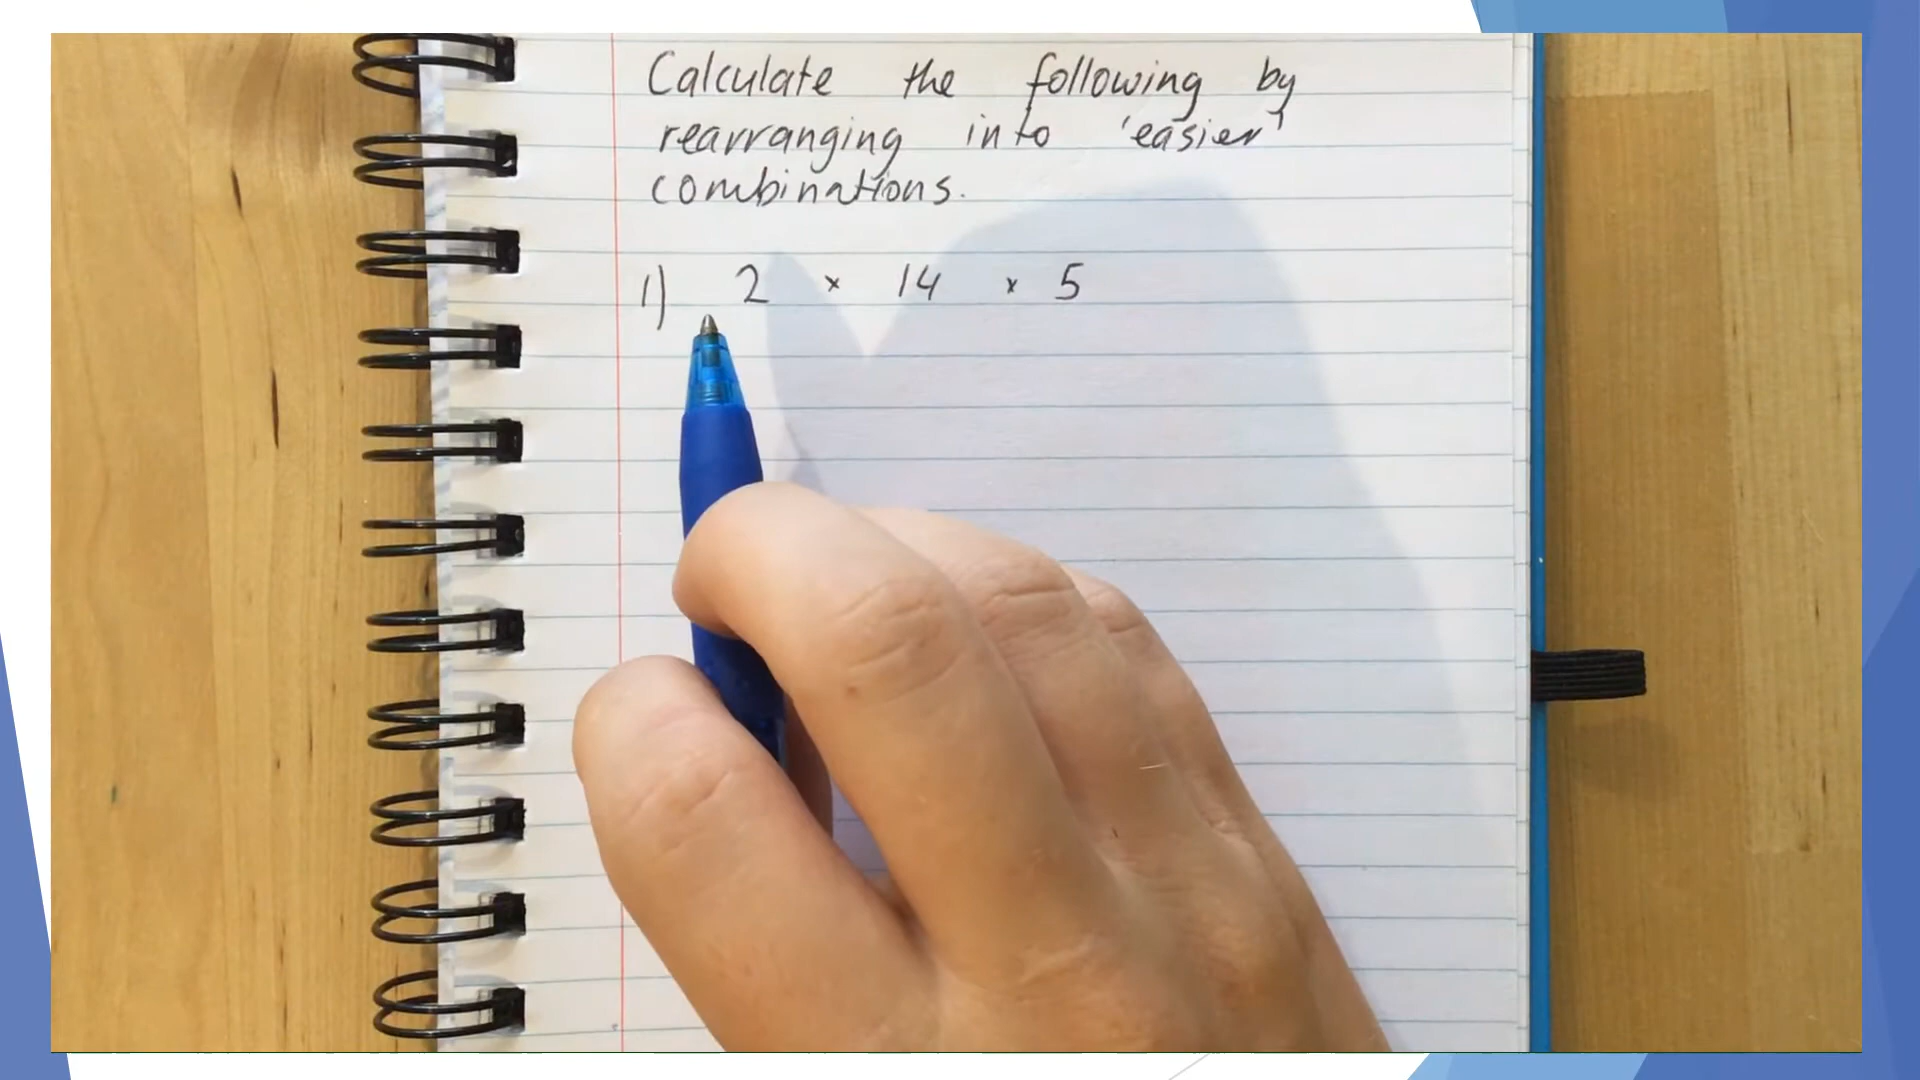 Calculate the following by
rearranging into 'easier'
combinations.
1) 2 × 14 × 5